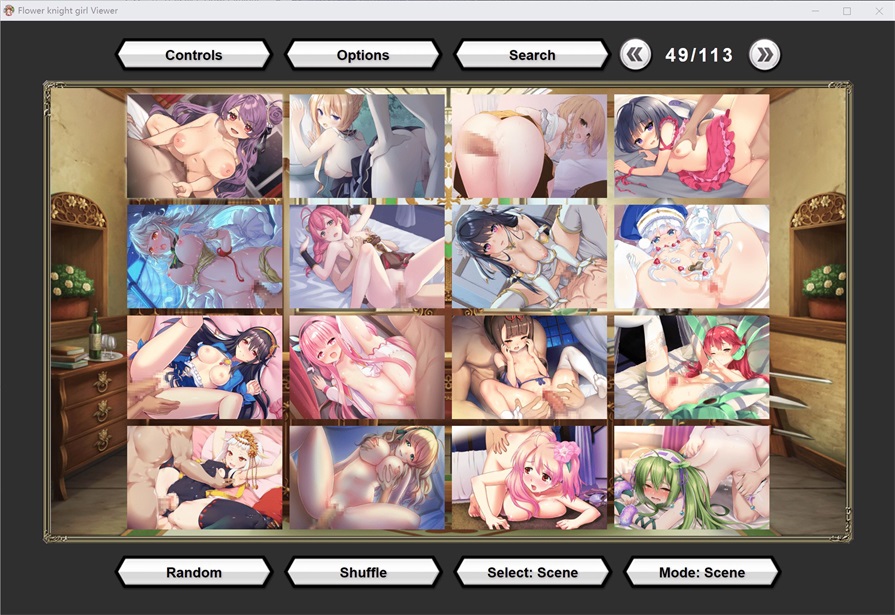 Flower knight girl Viewer
Controls
Options
Search
49/113
Random
Shuffle
Select: Scene
Mode: Scene